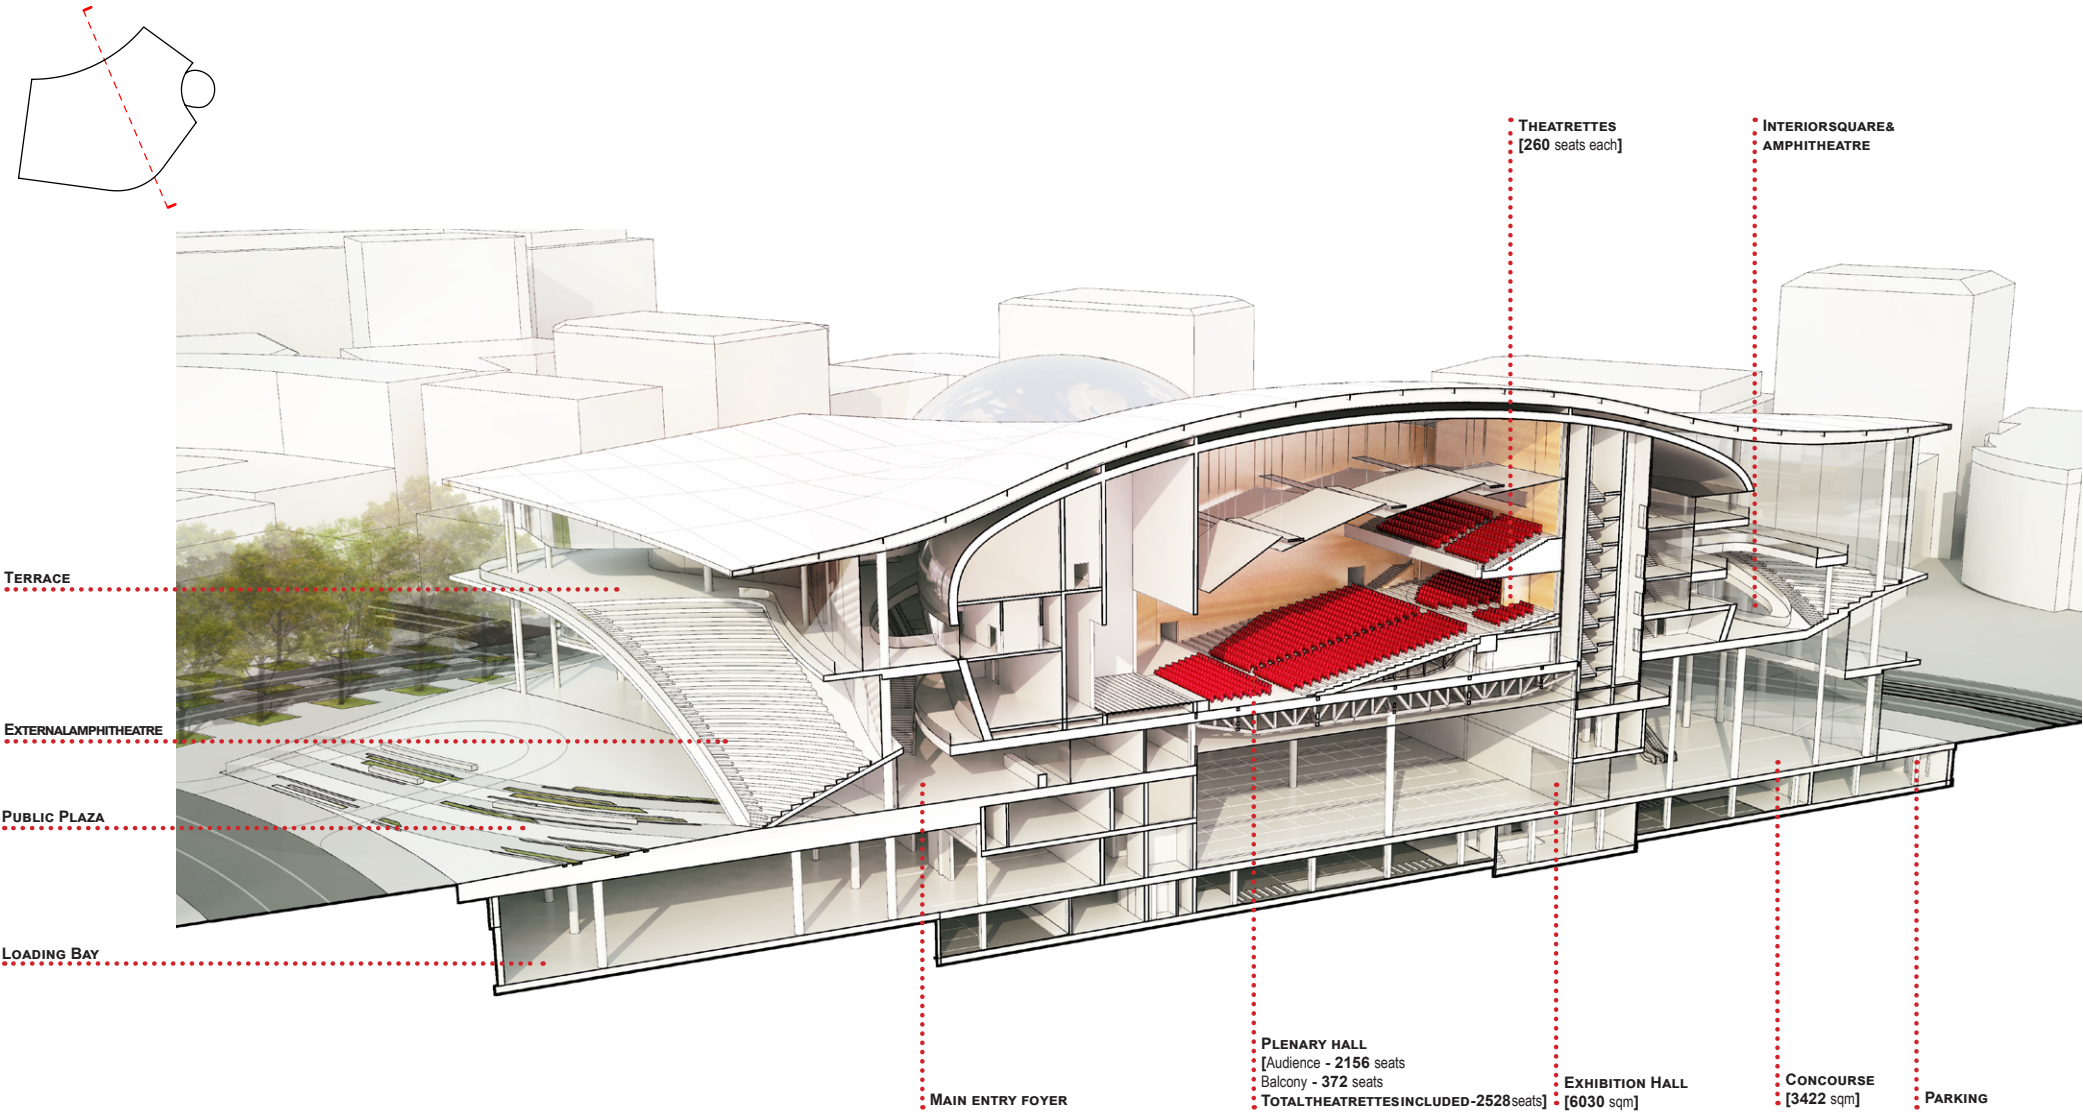 THEATRETTES
[260 seats each]
INTERIORSQUARE&
AMPHITHEATRE
TERRACE
EXTERNALAMPHITHEATRE
PUBLIC PLAZA
LOADING BAY
MAIN ENTRY FOYER
PLENARY HALL
[Audience - 2156 seats
Balcony - 372 seats
TOTALTHEATRETTESINCLUDED-2528seats]
EXHIBITION HALL
[6030 sqm]
CONCOURSE
[3422 sqm]
PARKING